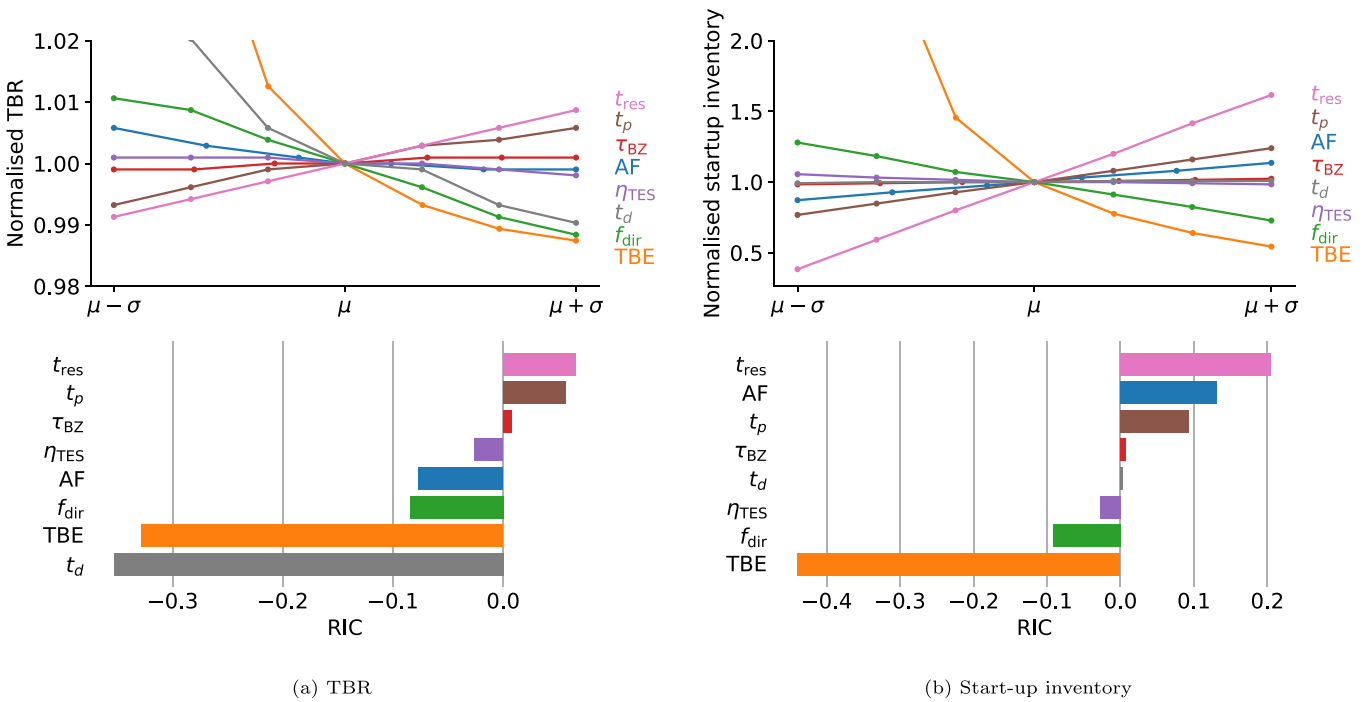 Normalised TBR
1.02
1.01
1.00
0.99
0.98
μ − σ
μ
μ + σ
t_res
t_p
τ_BZ
AF
η_TES
t_d
f_dir
TBE
t_res
t_p
τ_BZ
η_TES
AF
f_dir
TBE
t_d
−0.3
−0.2
−0.1
0.0
RIC
(a) TBR
Normalised startup inventory
2.0
1.5
1.0
0.5
μ − σ
μ
μ + σ
t_res
t_p
AF
τ_BZ
t_d
η_TES
f_dir
TBE
t_res
AF
t_p
τ_BZ
t_d
η_TES
f_dir
TBE
−0.4
−0.3
−0.2
−0.1
0.0
0.1
0.2
RIC
(b) Start-up inventory